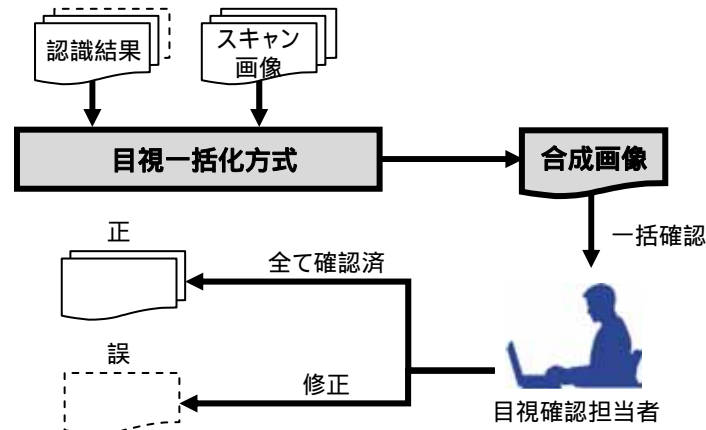 認識結果
スキャン
画像
目視一括化方式
合成画像
一括確認
正
全て確認済
誤
修正
目視確認担当者